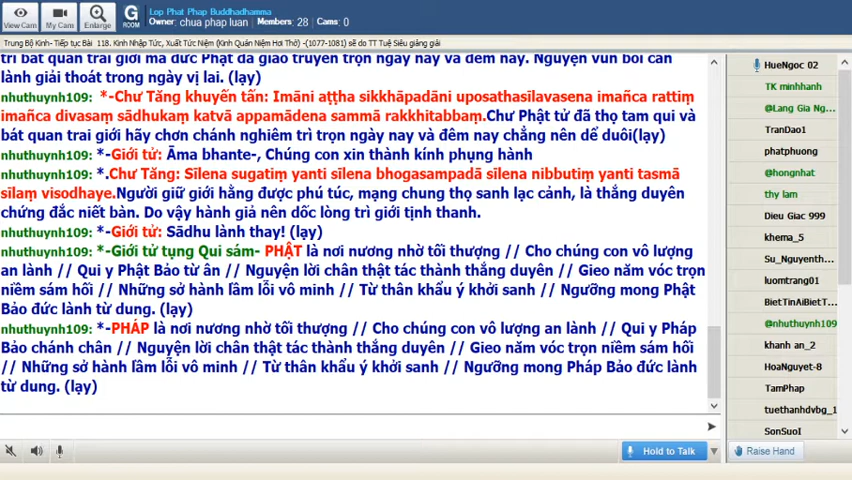 Lop Phat Phap Buddhadhamma
Owner: chua phap luan Members: 28 Cams: 0
View Cam My Cam Enlarge G ROOM
Trung Bộ Kinh- Tiếp tục Bài 118. Kinh Nhập Tức, Xuất Tức Niệm (Kinh Quán Niệm Hơi Thở) -(1077-1081) sẽ do TT Tuệ Siêu giảng giải
trì bát quan trai giới mà đức Phật đã giáo truyền trọn ngày nay và đêm nay. Nguyện vun bồi căn
lành giải thoát trong ngày vị lai. (lạy)
nhuthuynh109: *-Chư Tăng khuyến tấn: Imāni aṭṭha sikkhāpadāni uposathasīlavasena imañca rattiṃ
imañca divasaṃ sādhukaṃ katvā appamādena sammā rakkhitabbaṃ.Chư Phật tử đã thọ tam qui và
bát quan trai giới hãy chơn chánh nghiêm trì trọn ngày nay và đêm nay chẳng nên dể duôi(lạy)
nhuthuynh109: *-Giới tử: Āma bhante-, Chúng con xin thành kính phụng hành
nhuthuynh109: *.Chư Tăng: Sīlena sugatiṃ yanti sīlena bhogasampadā sīlena nibbutiṃ yanti tasmā
sīlaṃ visodhaye.Người giữ giới hằng được phú túc, mạng chung thọ sanh lạc cảnh, là thắng duyên
chứng đắc niết bàn. Do vậy hành giả nên dốc lòng trì giới tịnh thanh.
nhuthuynh109: *-Giới tử: Sādhu lành thay! (lạy)
nhuthuynh109: *-Giới tử tụng Qui sám- PHẬT là nơi nương nhờ tối thượng // Cho chúng con vô lượng
an lành // Qui y Phật Bảo từ ân // Nguyện lời chân thật tác thành thắng duyên // Gieo năm vóc trọn
niềm sám hối // Những sở hành lầm lỗi vô minh // Từ thân khẩu ý khởi sanh // Ngưỡng mong Phật
Bảo đức lành từ dung. (lạy)
nhuthuynh109: *-PHÁP là nơi nương nhờ tối thượng // Cho chúng con vô lượng an lành // Qui y Pháp
Bảo chánh chân // Nguyện lời chân thật tác thành thắng duyên // Gieo năm vóc trọn niềm sám hối
// Những sở hành lầm lỗi vô minh // Từ thân khẩu ý khởi sanh // Ngưỡng mong Pháp Bảo đức lành
từ dung. (lạy)
HueNgoc 02
TK minhhanh
@Lang Gia Ng...
TranDao1
phatphuong
@hongnhat
thy lam
Dieu Giac 999
khema_5
Su_Nguyenth...
luomtrang01
BietTinAiBietT...
@nhuthuynh109
khanh an_2
HoaNguyet-8
TamPhap
tuethanhdvbg_1
SonSuoI
Hold to Talk
Raise Hand